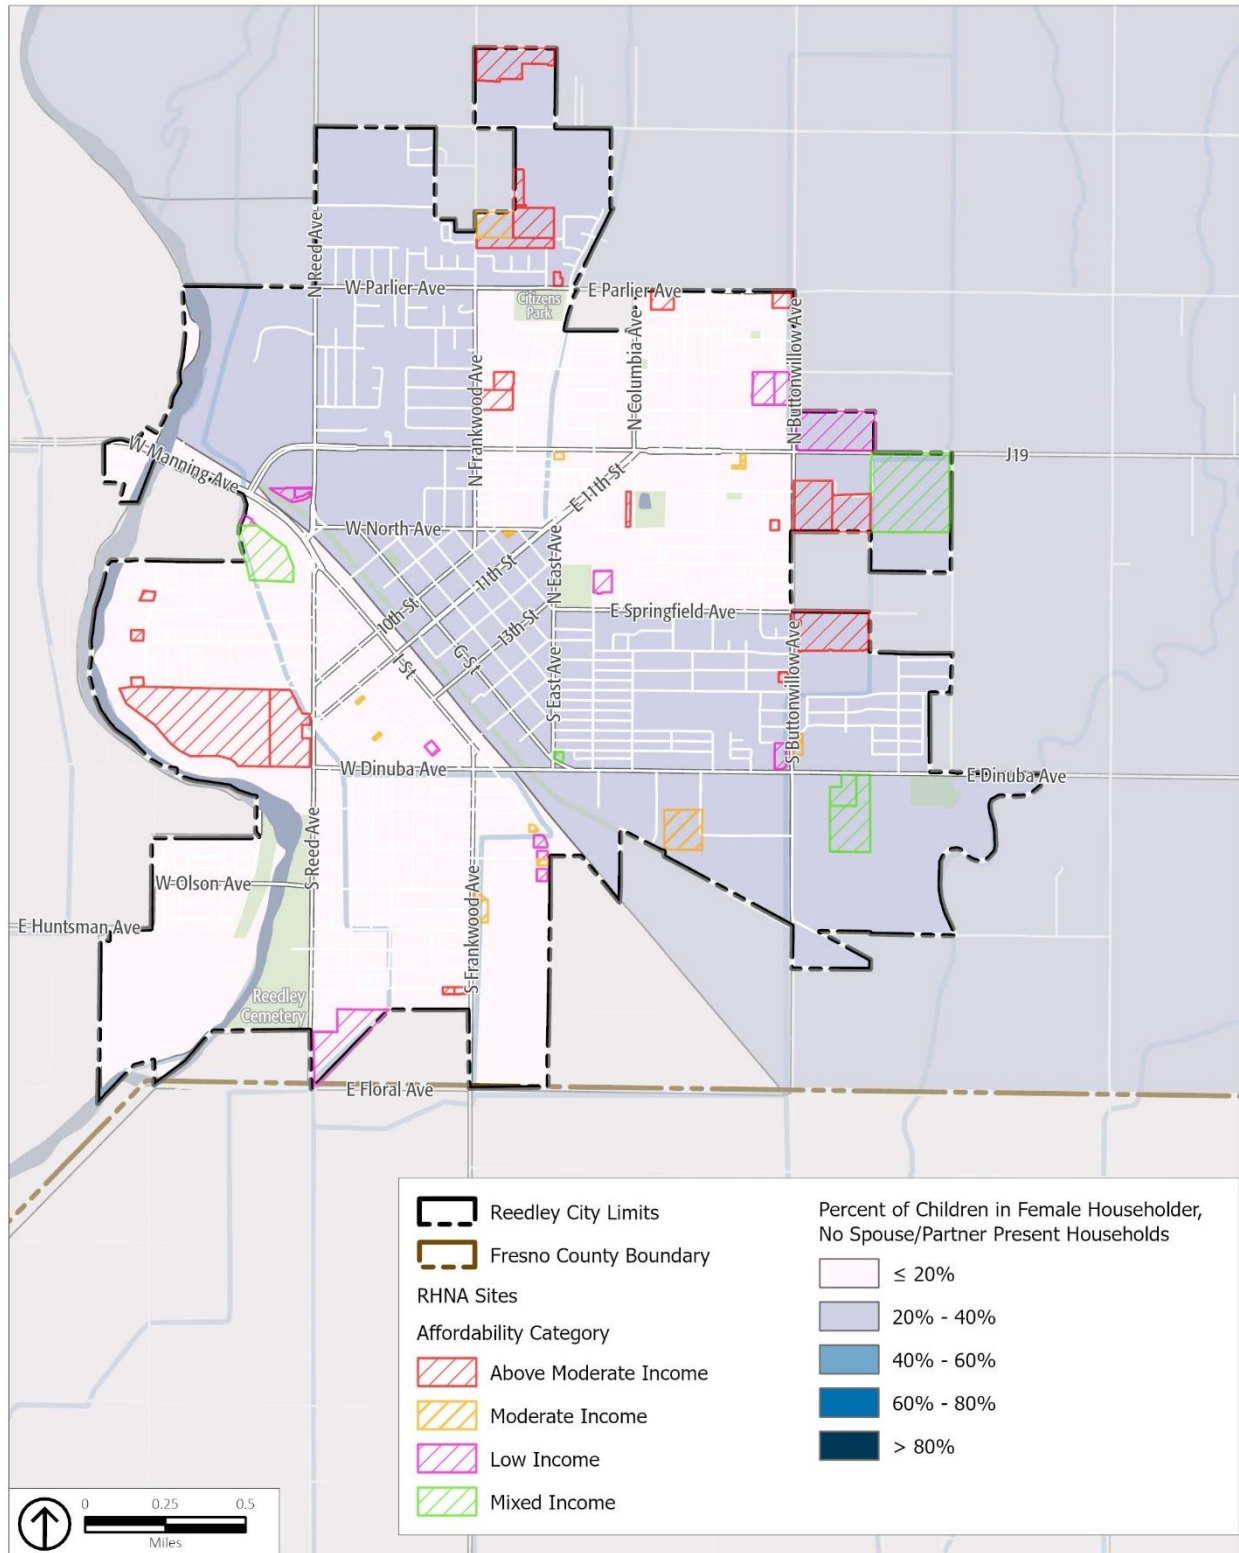 N Reed Ave
W Parlier Ave
Citizens
Park
E Parlier Ave
N Frankwood Ave
N Columbia Ave
N Buttonwillow Ave
W Manning Ave
J19
E 11th St
W North Ave
11th St
10th St
13th St
N East Ave
I St
G St
E Springfield Ave
S East Ave
S Buttonwillow Ave
W Dinuba Ave
E Dinuba Ave
S Reed Ave
W Olson Ave
S Frankwood Ave
E Huntsman Ave
Reedley
Cemetery
E Floral Ave
Reedley City Limits
Fresno County Boundary
RHNA Sites
Affordability Category
Above Moderate Income
Moderate Income
Low Income
Mixed Income
Percent of Children in Female Householder,
No Spouse/Partner Present Households
≤ 20%
20% - 40%
40% - 60%
60% - 80%
> 80%
0 0.25 0.5
Miles